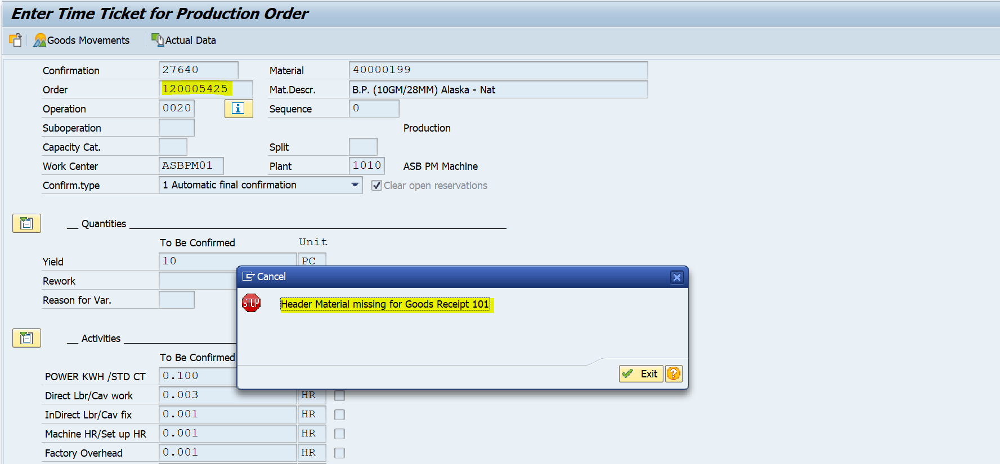 Enter Time Ticket for Production Order
Goods Movements Actual Data
Confirmation 27640 Material 40000199
Order 120005425 Mat.Descr. B.P. (10GM/28MM) Alaska - Nat
Operation 0020 Sequence 0
Suboperation Production
Capacity Cat. Split
Work Center ASBPM01 Plant 1010 ASB PM Machine
Confirm.type 1 Automatic final confirmation Clear open reservations
Quantities
To Be Confirmed Unit
Yield 10 PC
Rework
Reason for Var.
Cancel
STOP Header Material missing for Goods Receipt 101
Exit
Activities
To Be Confirmed
POWER KWH /STD CT 0.100
Direct Lbr/Cav work 0.003 HR
InDirect Lbr/Cav fix 0.001 HR
Machine HR/Set up HR 0.001 HR
Factory Overhead 0.001 HR